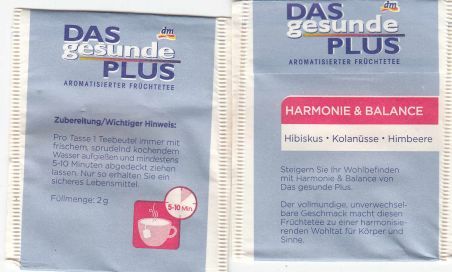 DAS
gesunde
PLUS
dm
AROMATISIERTER FRÜCHTETEE
Zubereitung/Wichtiger Hinweis:
Pro Tasse 1 Teebeutel immer mit
frischem, sprudelnd kochendem
Wasser aufgießen und mindestens
5-10 Minuten abgedeckt ziehen
lassen. Nur so erhalten Sie ein
sicheres Lebensmittel.
Füllmenge: 2 g
5-10 Min.
DAS
gesunde
PLUS
dm
AROMATISIERTER FRÜCHTETEE
HARMONIE & BALANCE
Hibiskus • Kolanüsse • Himbeere
Steigern Sie Ihr Wohlbefinden
mit Harmonie & Balance von
Das gesunde Plus.
Der vollmundige, unverwechsel-
bare Geschmack macht diesen
Früchtetee zu einer harmonisie-
renden Wohltat für Körper und
Sinne.